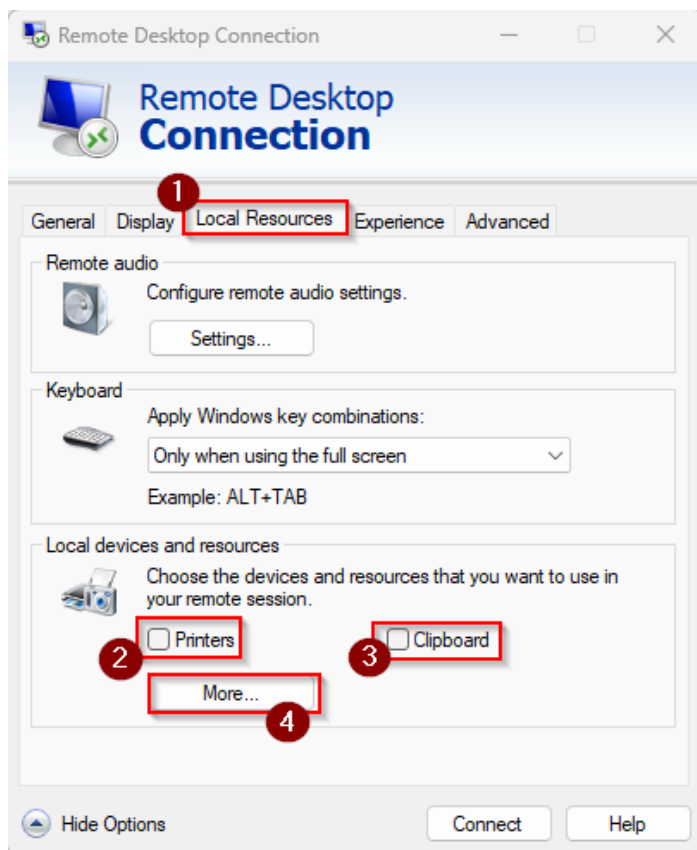 Remote Desktop Connection
Remote Desktop
Connection
1
General Display Local Resources Experience Advanced
Remote audio
Configure remote audio settings.
Settings...
Keyboard
Apply Windows key combinations:
Only when using the full screen
Example: ALT+TAB
Local devices and resources
Choose the devices and resources that you want to use in
your remote session.
2 Printers 3 Clipboard
More...
4
Hide Options Connect Help